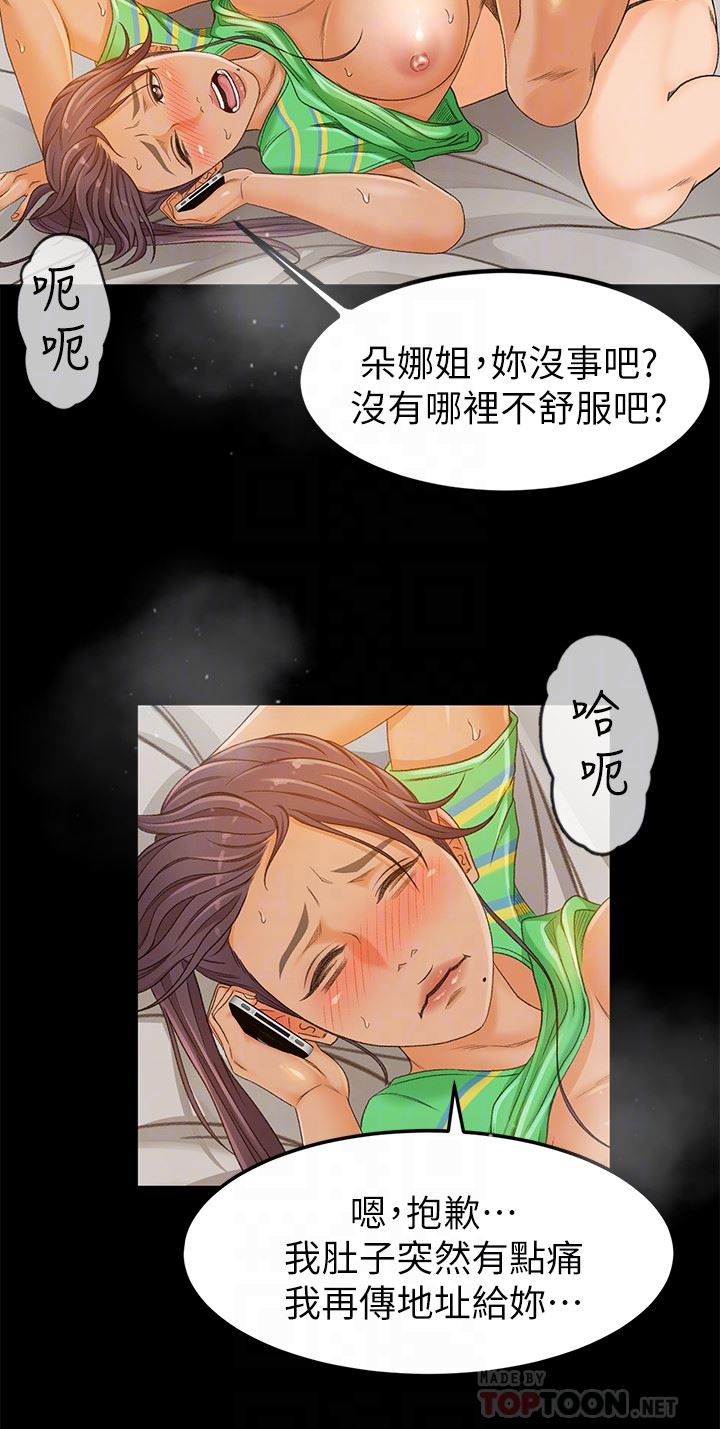 呃
呃
朵娜姐,妳沒事吧?
沒有哪裡不舒服吧?
哈
呃
嗯,抱歉⋯
我肚子突然有點痛
我再傳地址給妳⋯
MADE BY
TOPTOON.NET